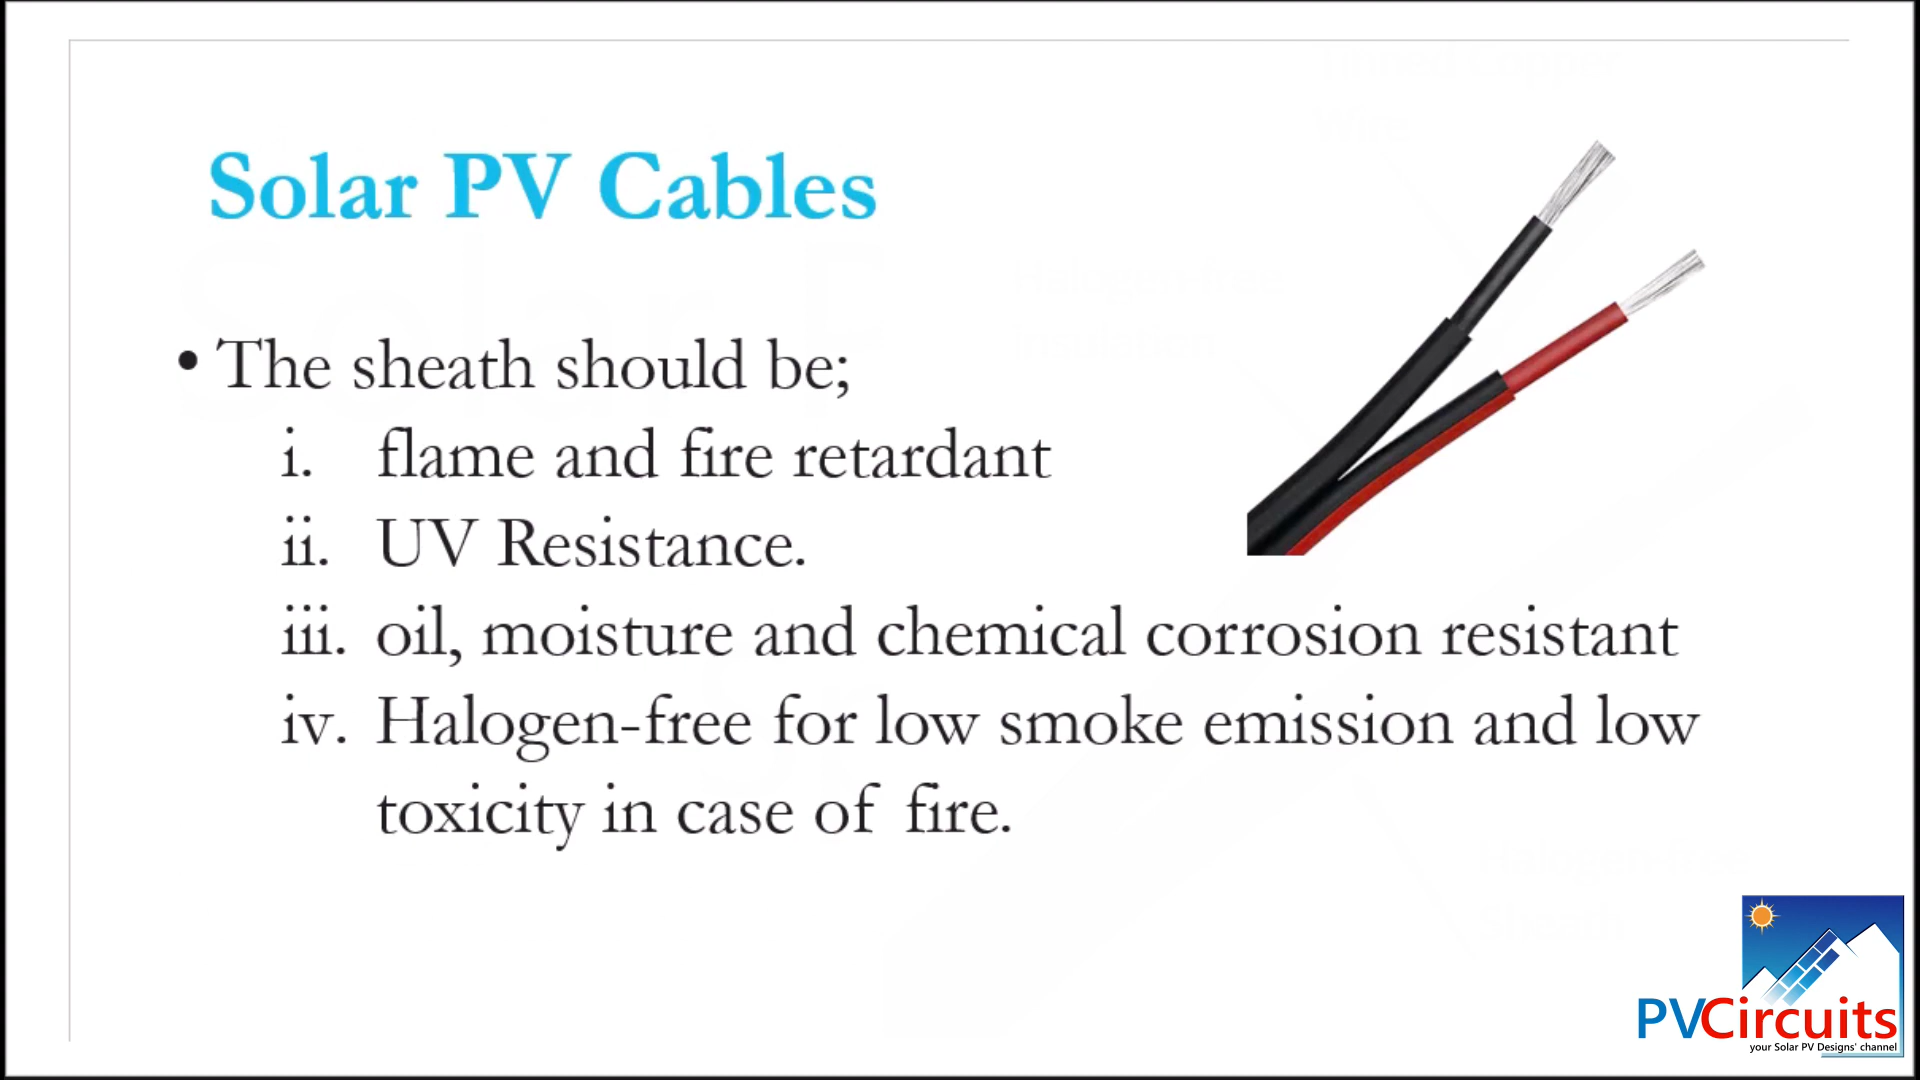 Solar PV Cables
• The sheath should be;
i. flame and fire retardant
ii. UV Resistance.
iii. oil, moisture and chemical corrosion resistant
iv. Halogen-free for low smoke emission and low
toxicity in case of fire.
PVCircuits
your Solar PV Designs' channel